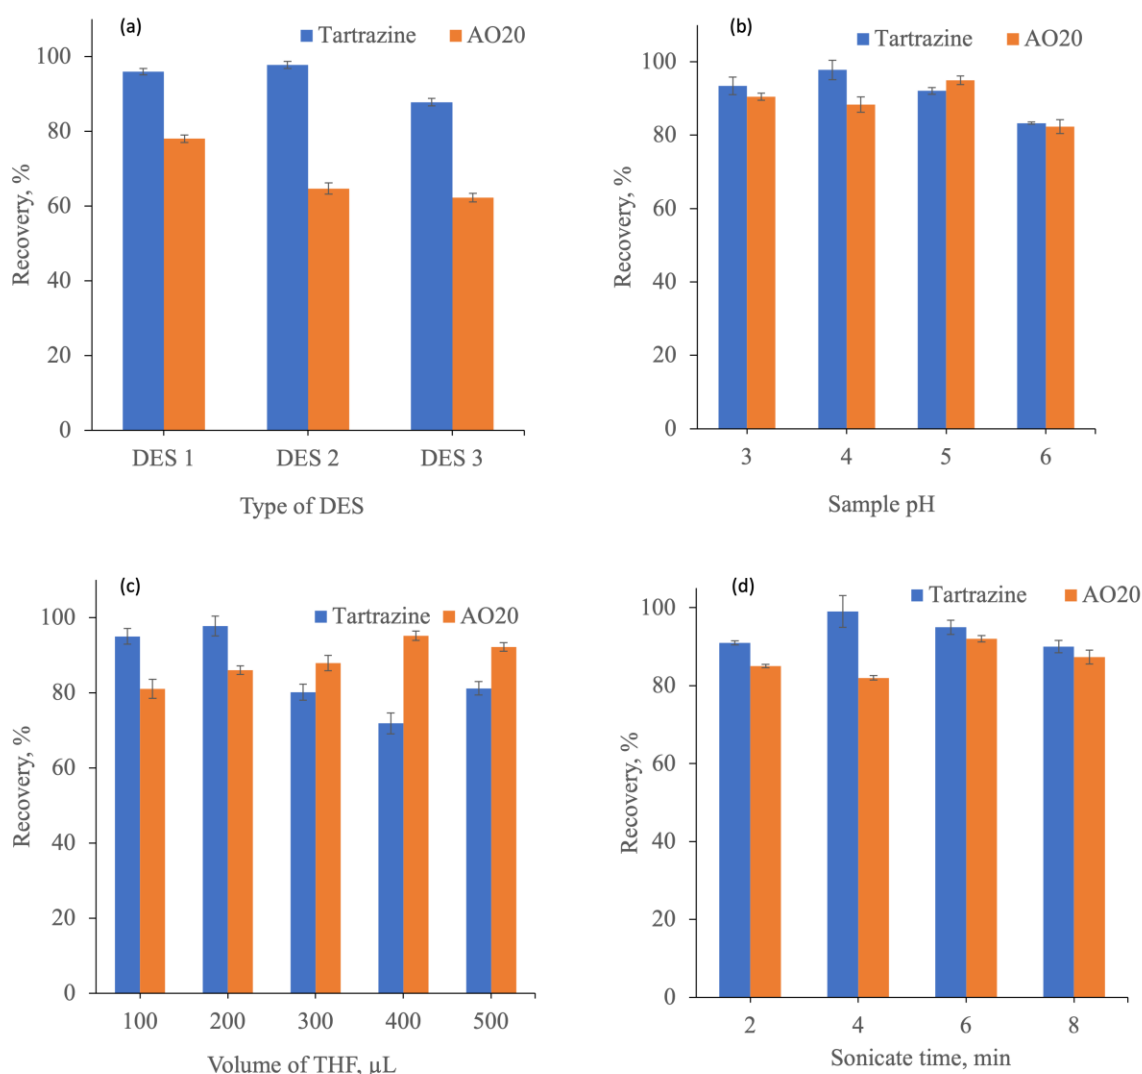 (a)
Tartrazine AO20
100
80
60
40
20
0
Recovery, %
DES 1 DES 2 DES 3
Type of DES
(b)
Tartrazine AO20
100
80
60
40
20
0
Recovery, %
3 4 5 6
Sample pH
(c)
Tartrazine AO20
100
80
60
40
20
0
Recovery, %
100 200 300 400 500
Volume of THF, µL
(d)
Tartrazine AO20
100
80
60
40
20
0
Recovery, %
2 4 6 8
Sonicate time, min